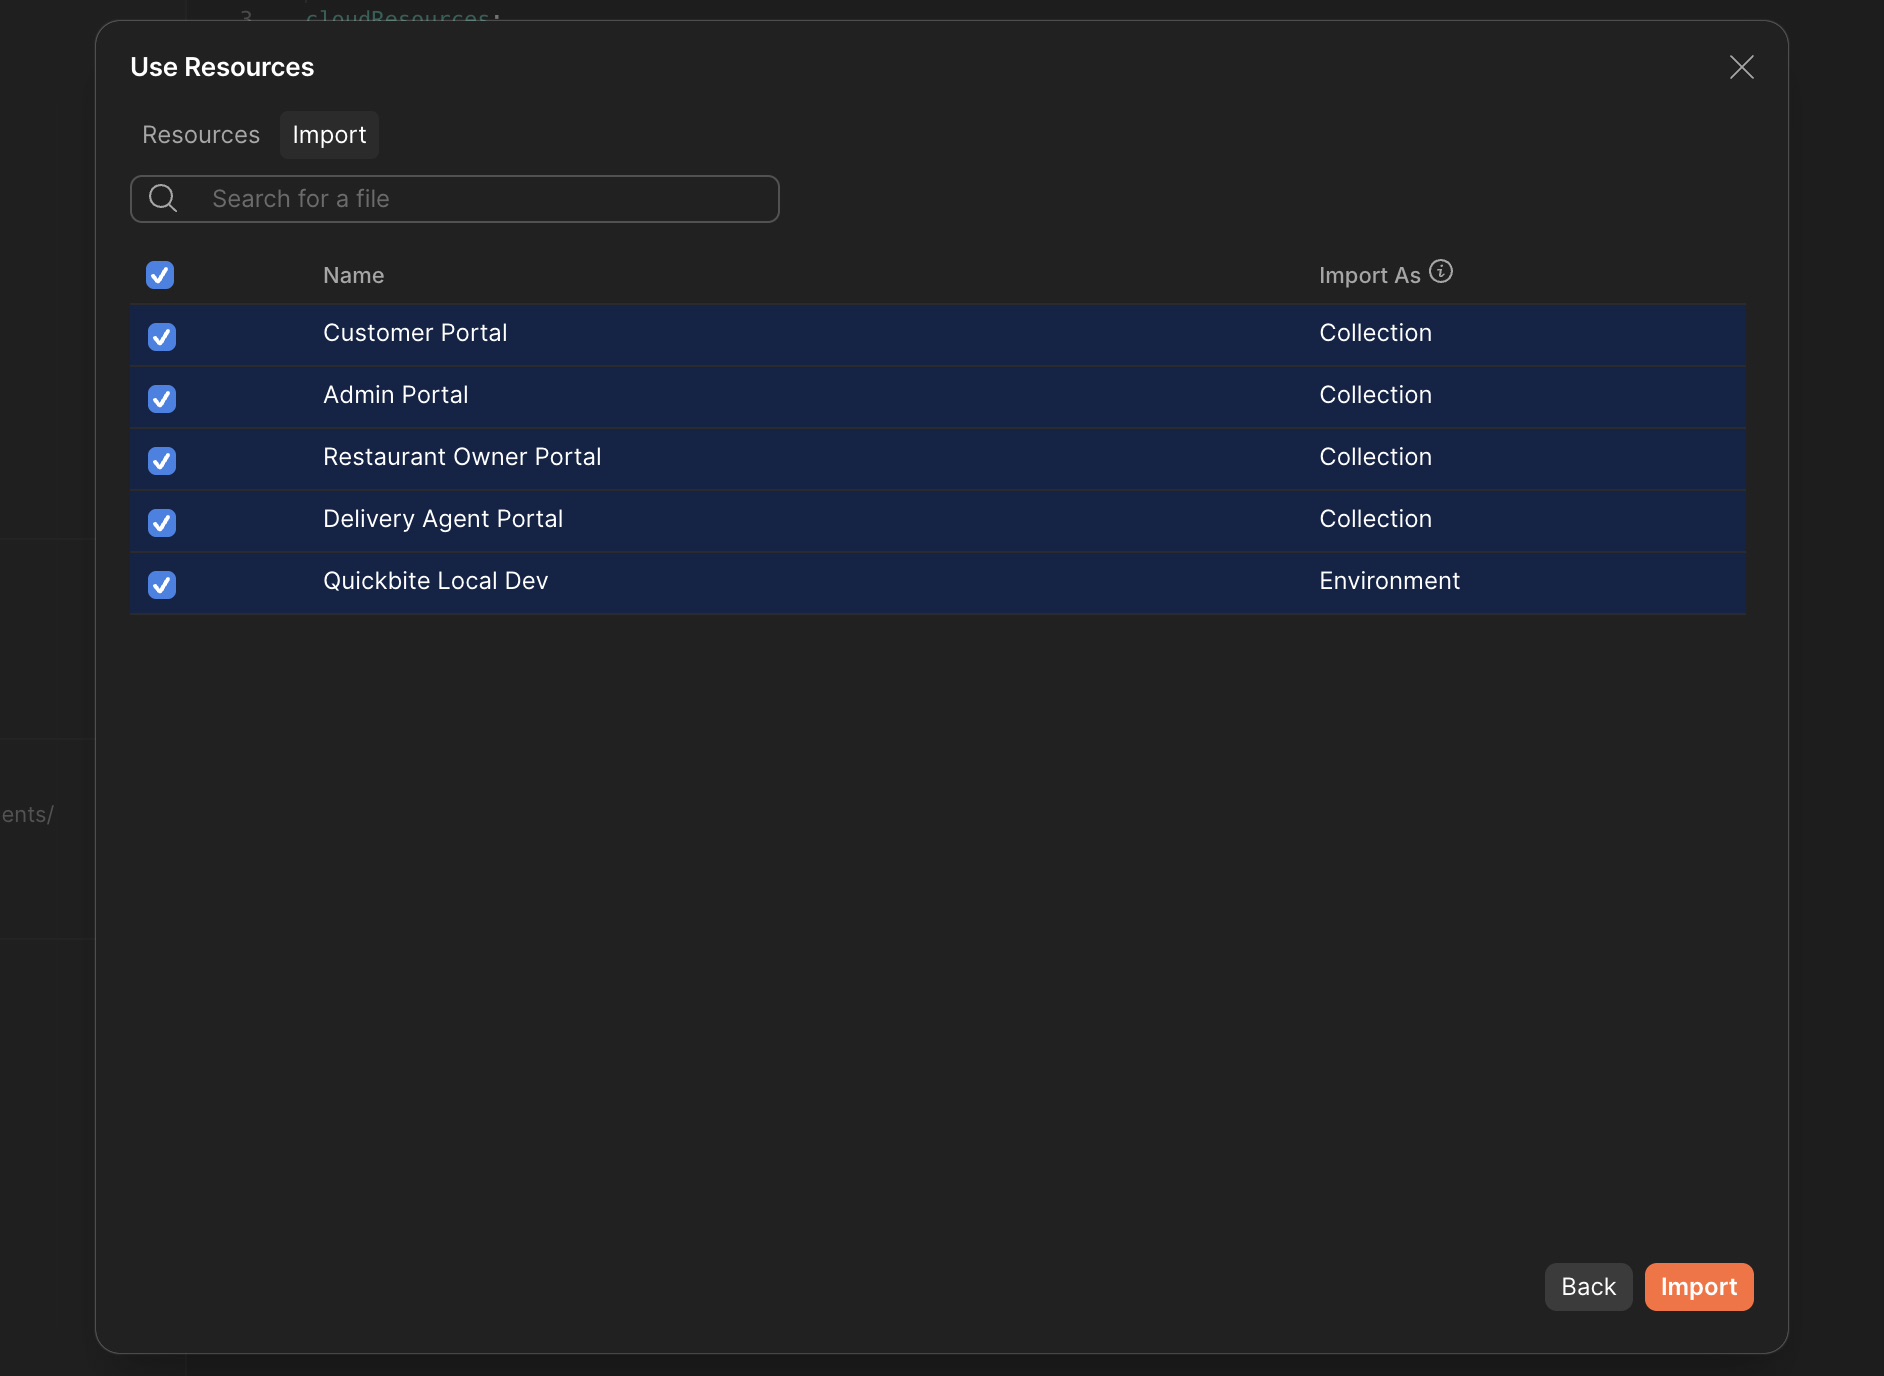 3 cloudResources:
Use Resources
Resources Import
Search for a file
Name Import As
Customer Portal Collection
Admin Portal Collection
Restaurant Owner Portal Collection
Delivery Agent Portal Collection
Quickbite Local Dev Environment
ents/
Back Import